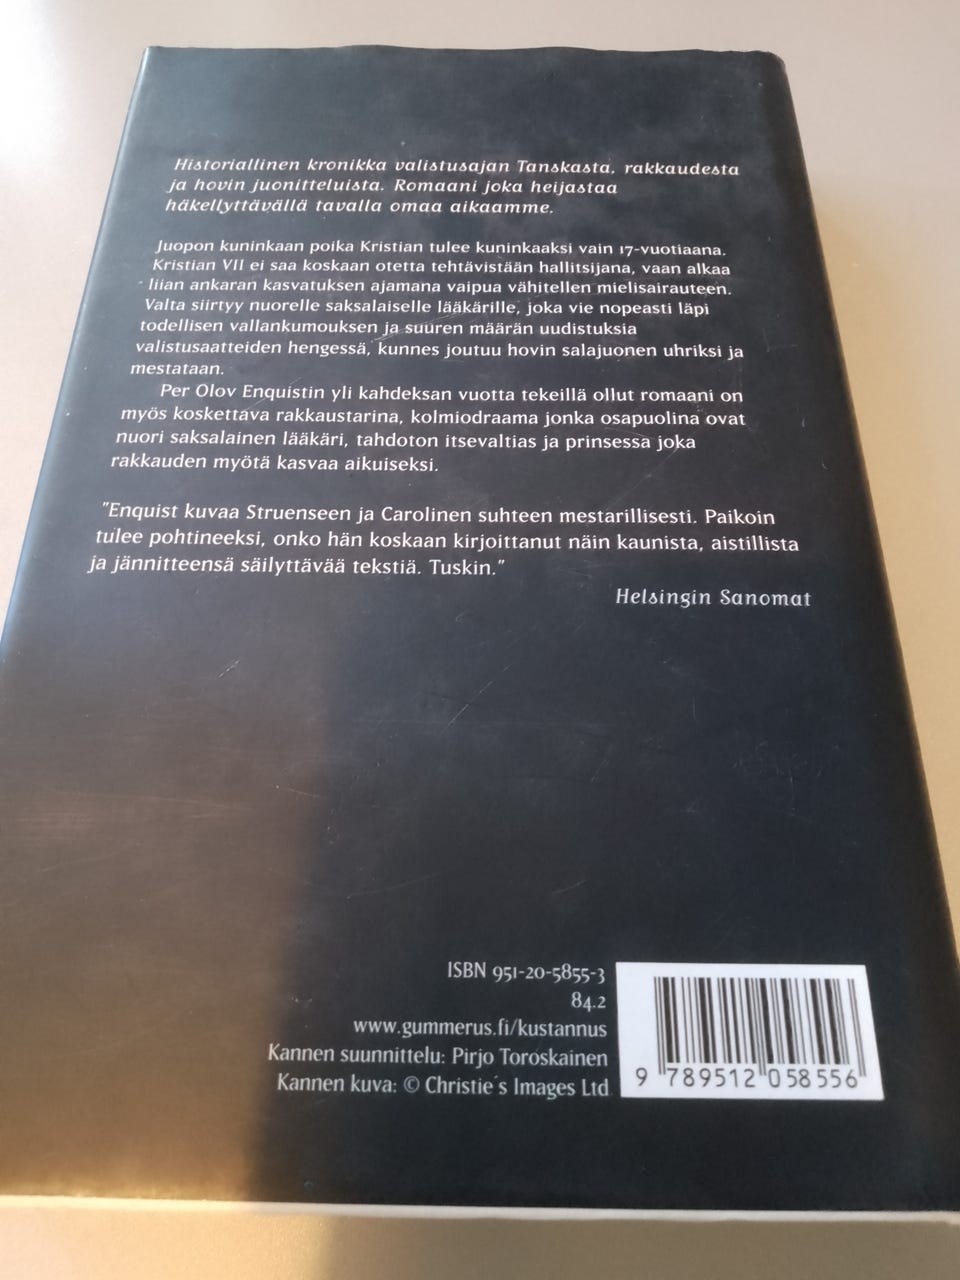 Historiallinen kronikka valistusajan Tanskasta, rakkaudesta
ja hovin juonitteluista. Romaani joka heijastaa
häkellyttävällä tavalla omaa aikaamme.
Juopon kuninkaan poika Kristian tulee kuninkaaksi vain 17-vuotiaana.
Kristian VII ei saa koskaan otetta tehtävistään hallitsijana, vaan alkaa
liian ankaran kasvatuksen ajamana vaipua vähitellen mielisairauteen.
Valta siirtyy nuorelle saksalaiselle lääkärille, joka vie nopeasti läpi
todellisen vallankumouksen ja suuren määrän uudistuksia
valistusaatteiden hengessä, kunnes joutuu hovin salajuonen uhriksi ja
mestataan.
Per Olov Enquistin yli kahdeksan vuotta tekeillä ollut romaani on
myös koskettava rakkaustarina, kolmiodraama jonka osapuolina ovat
nuori saksalainen lääkäri, tahdoton itsevaltias ja prinsessa joka
rakkauden myötä kasvaa aikuiseksi.
"Enquist kuvaa Struenseen ja Carolinen suhteen mestarillisesti. Paikoin
tulee pohtineeksi, onko hän koskaan kirjoittanut näin kaunista, aistillista
ja jännitteensä säilyttävää tekstiä. Tuskin."
Helsingin Sanomat
ISBN 951-20-5855-3
84.2
www.gummerus.fi/kustannus
Kannen suunnittelu: Pirjo Toroskainen
Kannen kuva: © Christie´s Images Ltd
9 789512 058556